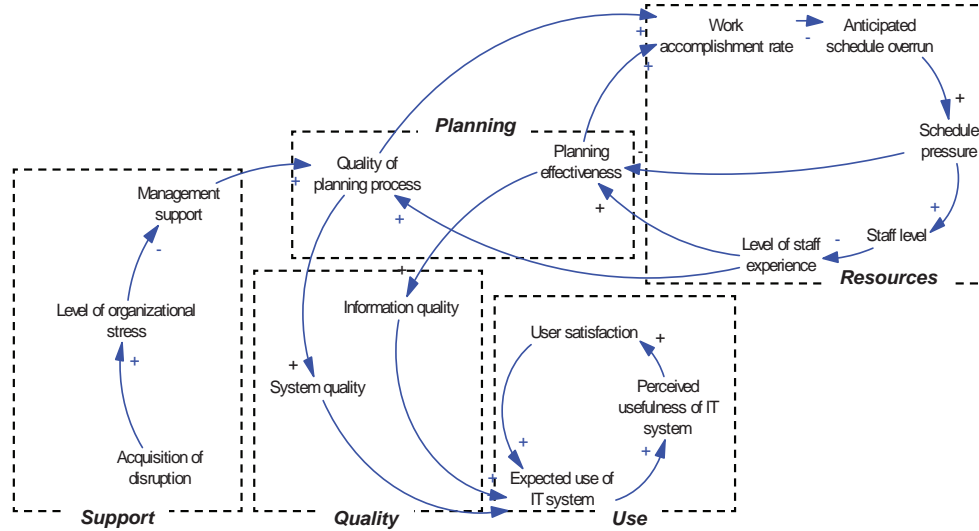 Work
accomplishment rate
Anticipated
schedule overrun
+
-
+
+
Planning
Schedule
pressure
Quality of
planning process
Planning
effectiveness
-
Management
support
+
+
+
+
Staff level
-
Level of staff
experience
Resources
-
+
Level of organizational
stress
Information quality
User satisfaction
+
+
+
System quality
Perceived
usefulness of IT
system
+
+
Acquisition of
disruption
+
Expected use of
IT system
Support
Quality
+
Use